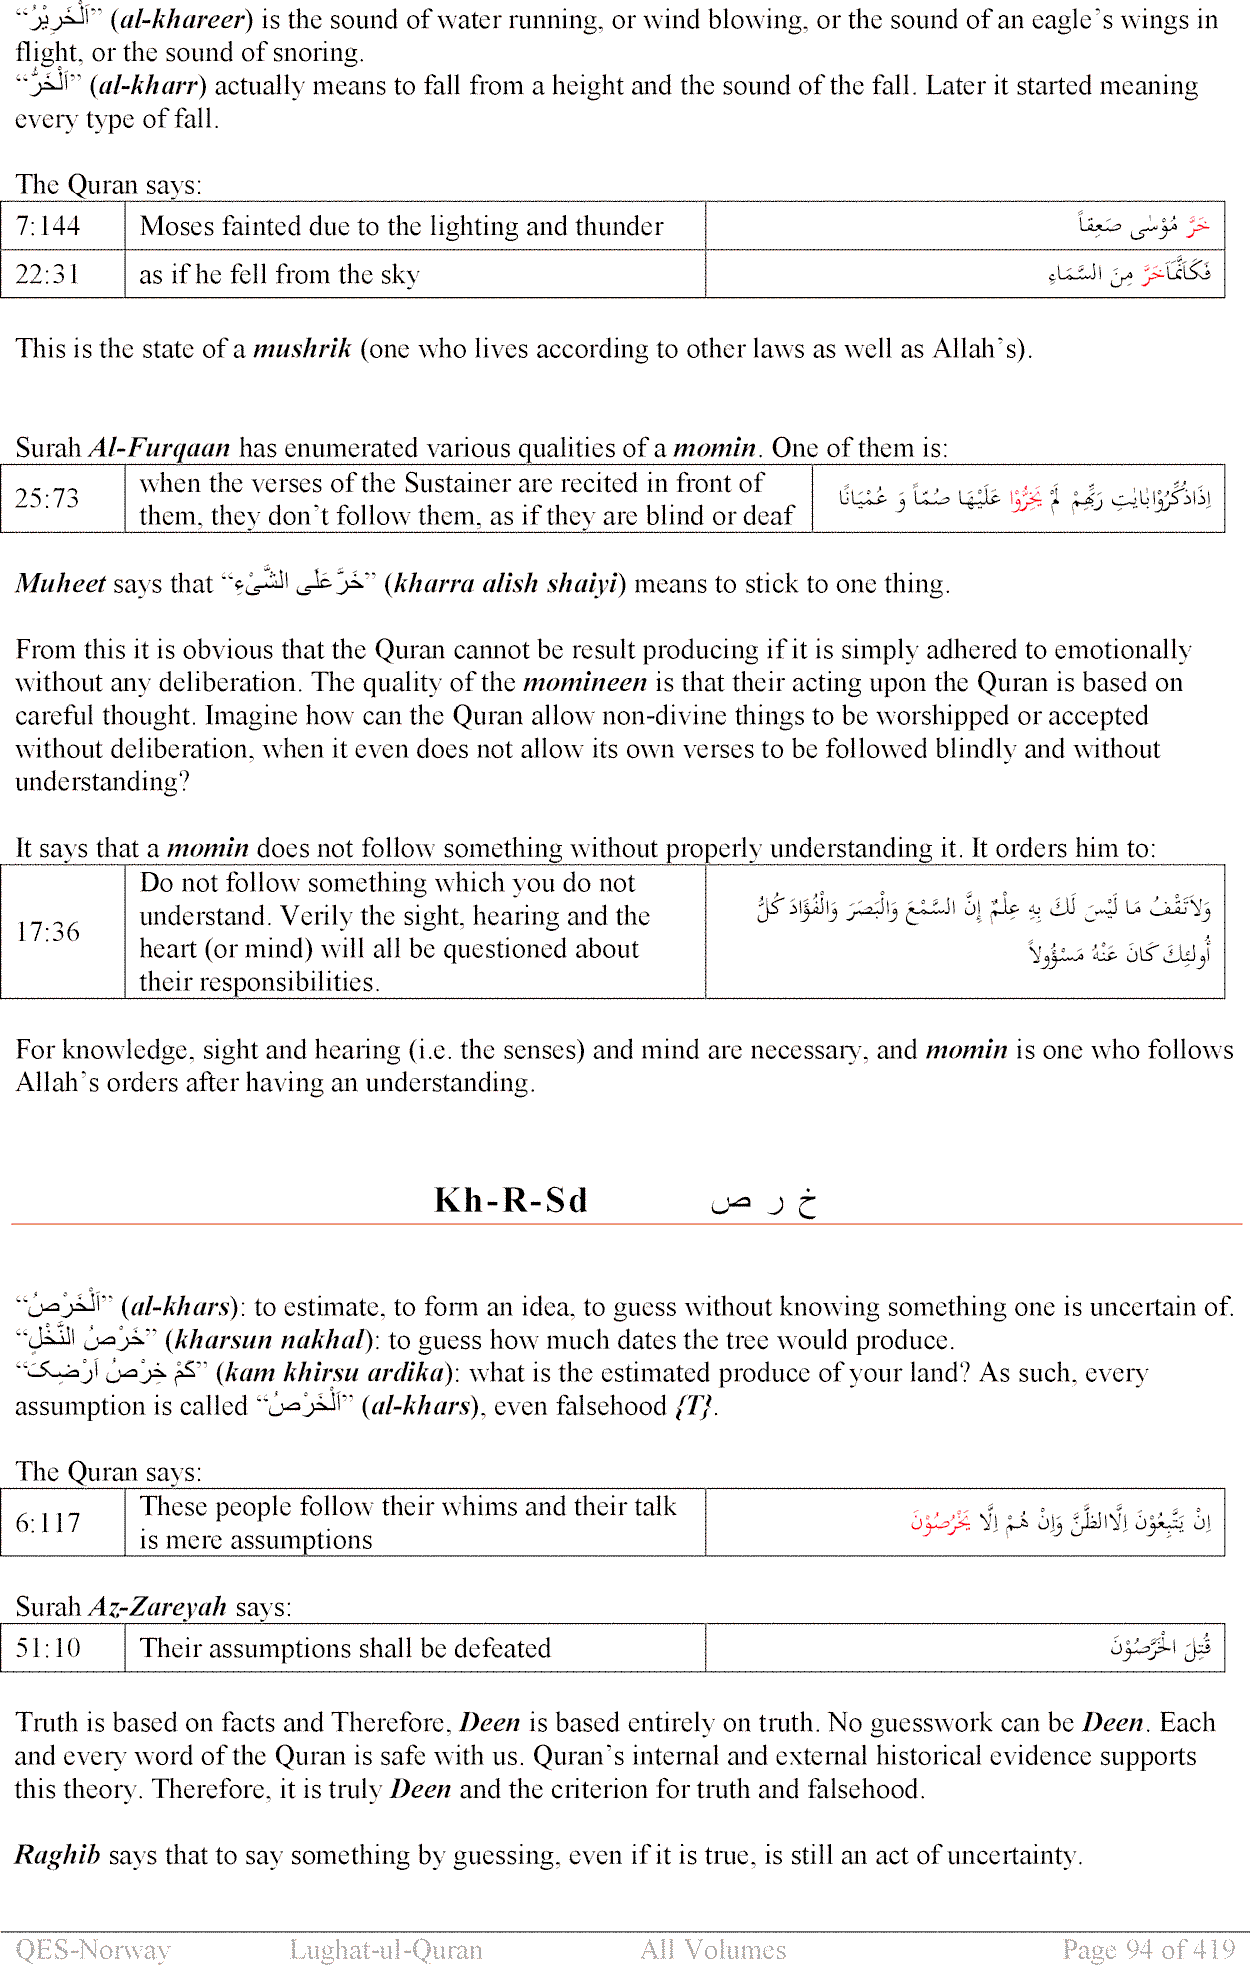 “اَلْخَرِيْرُ” (al-khareer) is the sound of water running, or wind blowing, or the sound of an eagle’s wings in
flight, or the sound of snoring.
“اَلْخَرُّ” (al-kharr) actually means to fall from a height and the sound of the fall. Later it started meaning
every type of fall.
The Quran says:
7:144 Moses fainted due to the lighting and thunder خَرَّ مُوْسٰى صَعِقاً
22:31 as if he fell from the sky فَكَاَنَّمَاَخَرَّ مِنَ السَّمَاءِ
This is the state of a mushrik (one who lives according to other laws as well as Allah’s).
Surah Al-Furqaan has enumerated various qualities of a momin. One of them is:
25:73 when the verses of the Sustainer are recited in front of
them, they don’t follow them, as if they are blind or deaf اِذَاذُكِّرُوْابْاٰيٰتِ رَبِّهِمْ لَمْ يَخِرُّوْا عَلَيْهَا صُمّاً وَ عُمْيَانًا
Muheet says that “خَرَّ عَلَى الشَّیْءِ” (kharra alish shaiyi) means to stick to one thing.
From this it is obvious that the Quran cannot be result producing if it is simply adhered to emotionally
without any deliberation. The quality of the momineen is that their acting upon the Quran is based on
careful thought. Imagine how can the Quran allow non-divine things to be worshipped or accepted
without deliberation, when it even does not allow its own verses to be followed blindly and without
understanding?
It says that a momin does not follow something without properly understanding it. It orders him to:
17:36 Do not follow something which you do not
understand. Verily the sight, hearing and the
heart (or mind) will all be questioned about
their responsibilities.
وَلاَتَقْفُ مَا لَيْسَ لَكَ بِهِ عِلْمٌ إِنَّ السَّمْعَ وَالْبَصَرَ وَالْفُؤَادَ كُلُّ
أُولئِكَ كَانَ عَنْهُ مَسْؤُولاً
For knowledge, sight and hearing (i.e. the senses) and mind are necessary, and momin is one who follows
Allah’s orders after having an understanding.
Kh-R-Sd خ ر ص
“اَلْخَرْصُ” (al-khars): to estimate, to form an idea, to guess without knowing something one is uncertain of.
“خَرْصُ النَّخْلِ” (kharsun nakhal): to guess how much dates the tree would produce.
“کَمْ خِرْصُ اَرْضِکَ” (kam khirsu ardika): what is the estimated produce of your land? As such, every
assumption is called “اَلْخَرْصُ” (al-khars), even falsehood {T}.
The Quran says:
6:117 These people follow their whims and their talk
is mere assumptions اِنْ يَتَّبِعُوْنَ اِلَّاالظَّنَّ وَاِنْ هُمْ اِلَّا يَخْرُصُوْنَ
Surah Az-Zareyah says:
51:10 Their assumptions shall be defeated قُتِلَ الْخَرّٰصُوْنَ
Truth is based on facts and Therefore, Deen is based entirely on truth. No guesswork can be Deen. Each
and every word of the Quran is safe with us. Quran’s internal and external historical evidence supports
this theory. Therefore, it is truly Deen and the criterion for truth and falsehood.
Raghib says that to say something by guessing, even if it is true, is still an act of uncertainty.
QES-Norway Lughat-ul-Quran All Volumes Page 94 of 419